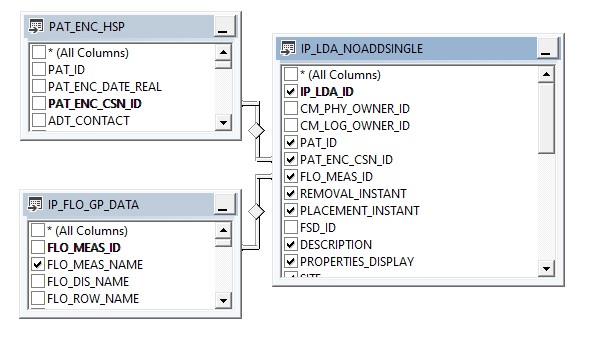 PAT_ENC_HSP
* (All Columns)
PAT_ID
PAT_ENC_DATE_REAL
PAT_ENC_CSN_ID
ADT_CONTACT
IP_LDA_NOADDSINGLE
* (All Columns)
IP_LDA_ID
CM_PHY_OWNER_ID
CM_LOG_OWNER_ID
PAT_ID
PAT_ENC_CSN_ID
FLO_MEAS_ID
REMOVAL_INSTANT
PLACEMENT_INSTANT
FSD_ID
DESCRIPTION
PROPERTIES_DISPLAY
SITE
IP_FLO_GP_DATA
* (All Columns)
FLO_MEAS_ID
FLO_MEAS_NAME
FLO_DIS_NAME
FLO_ROW_NAME